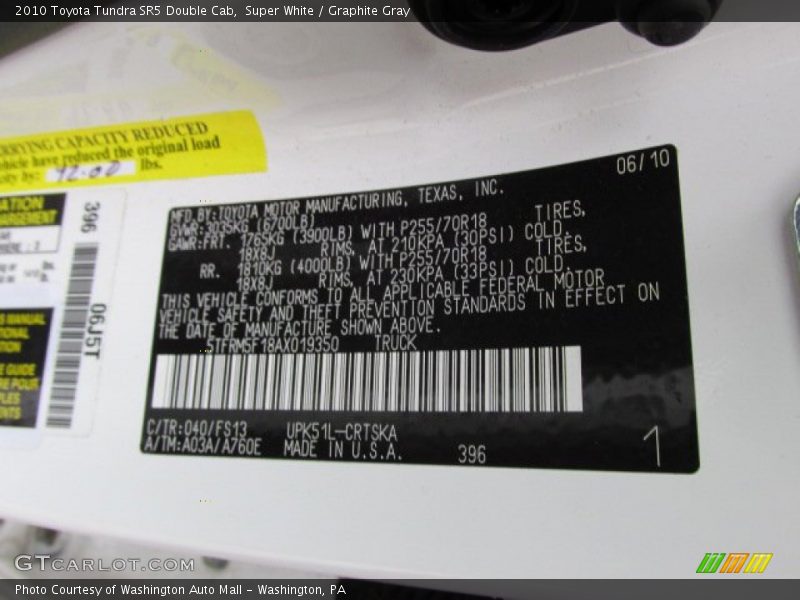 2010 Toyota Tundra SR5 Double Cab, Super White / Graphite Gray
CARRYING CAPACITY REDUCED
vehicle have reduced the original load
by: 92.00 lbs.
396
06J5T
06/10
MFD. BY: TOYOTA MOTOR MANUFACTURING, TEXAS, INC.
GVWR: 3035KG (6700LB)
GAWR: FRT. 1765KG (3900LB) WITH P255/70R18 TIRES,
18X8J RIMS, AT 210KPA (30PSI) COLD.
RR. 1810KG (4000LB) WITH P255/70R18 TIRES,
18X8J RIMS, AT 230KPA (33PSI) COLD.
THIS VEHICLE CONFORMS TO ALL APPLICABLE FEDERAL MOTOR
VEHICLE SAFETY AND THEFT PREVENTION STANDARDS IN EFFECT ON
THE DATE OF MANUFACTURE SHOWN ABOVE.
5TFRM5F18AX019350 TRUCK
C/TR: 040/FS13 UPK51L-CRTSKA
A/TM: A03A/A760E MADE IN U.S.A. 396
1
GTCARLOT.COM
Photo Courtesy of Washington Auto Mall - Washington, PA